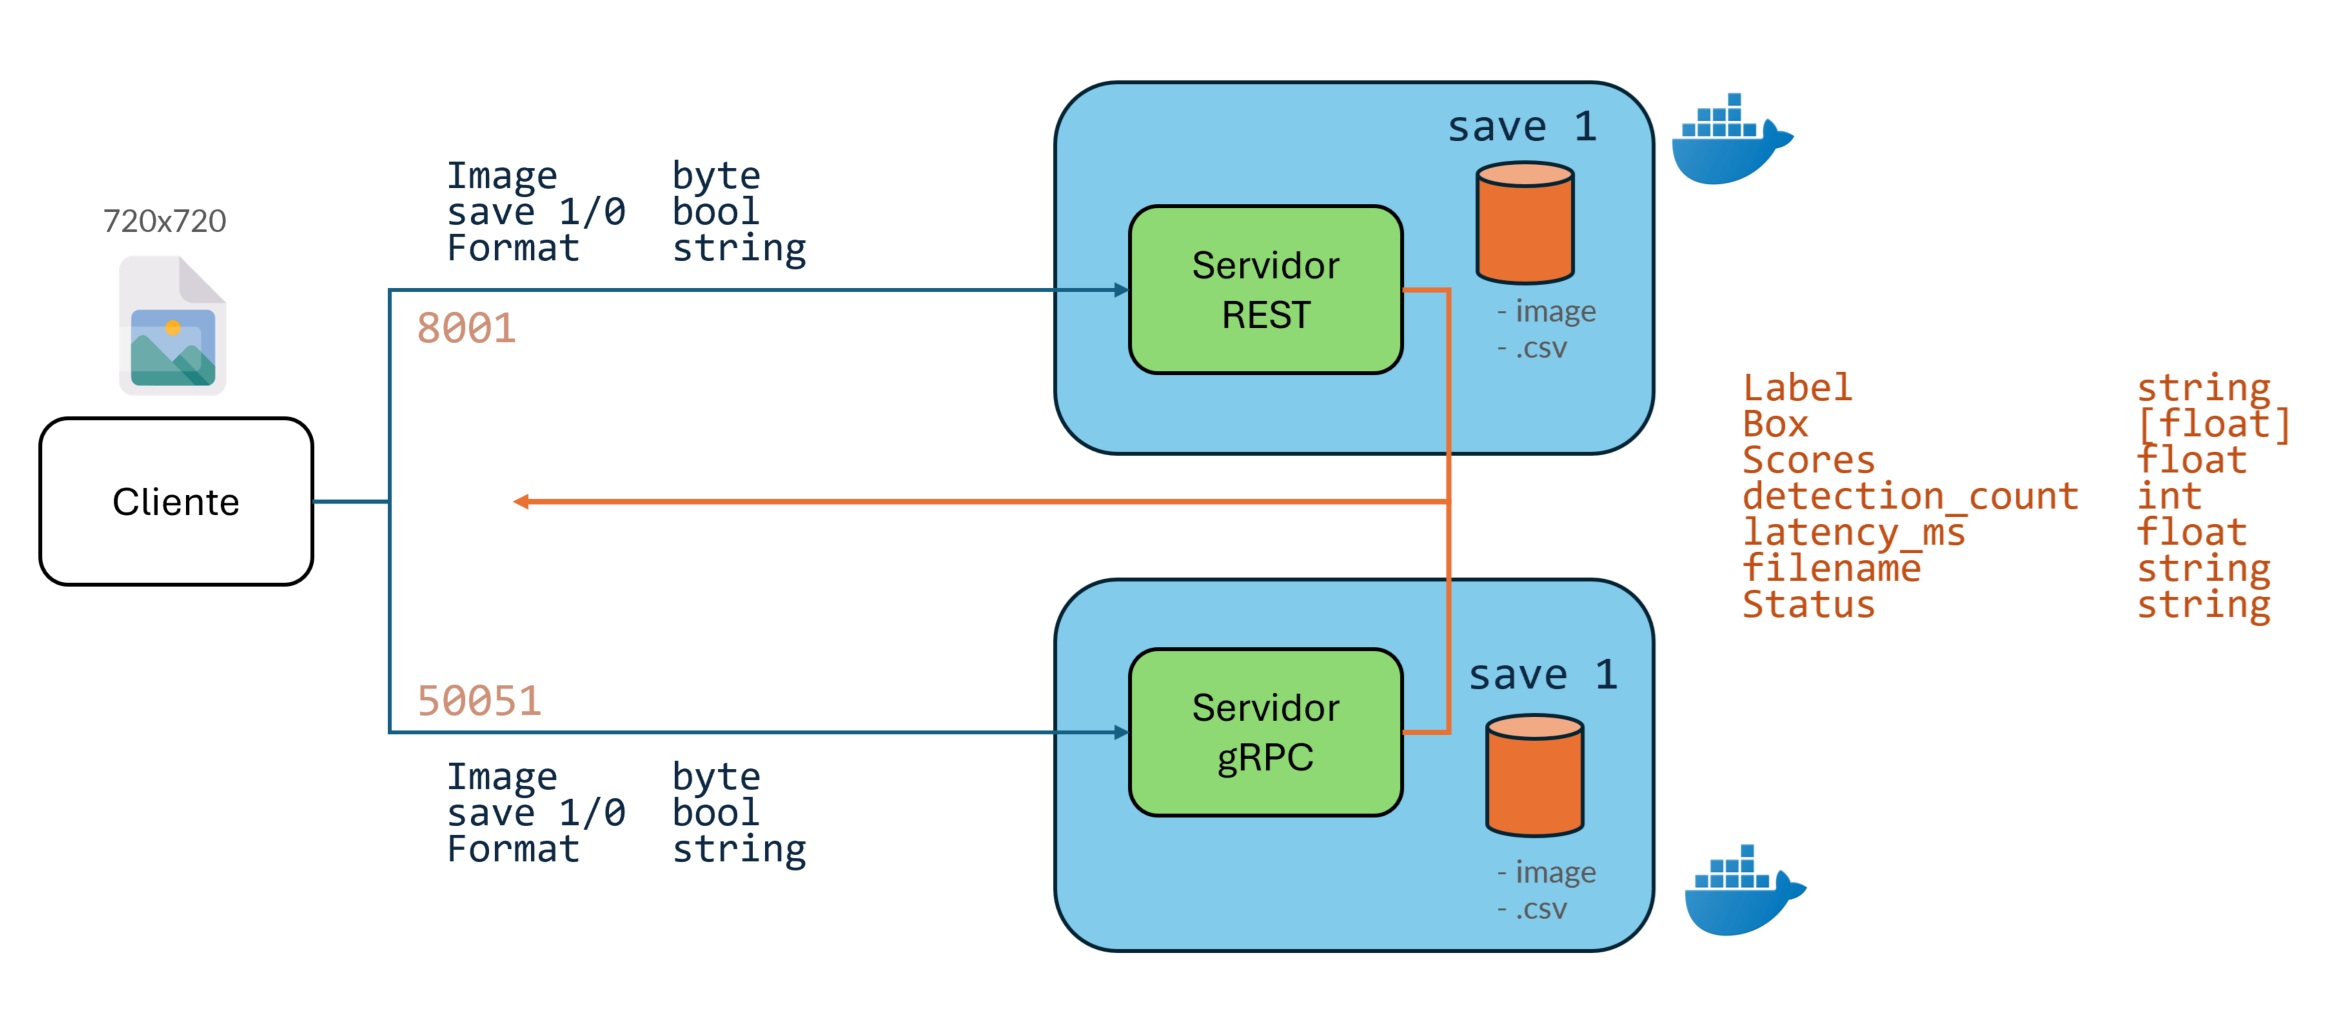 720x720
Cliente
Image byte
save 1/0 bool
Format string
8001
50051
Image byte
save 1/0 bool
Format string
save 1
Servidor
REST
- image
- .csv
save 1
Servidor
gRPC
- image
- .csv
Label string
Box [float]
Scores float
detection_count int
latency_ms float
filename string
Status string